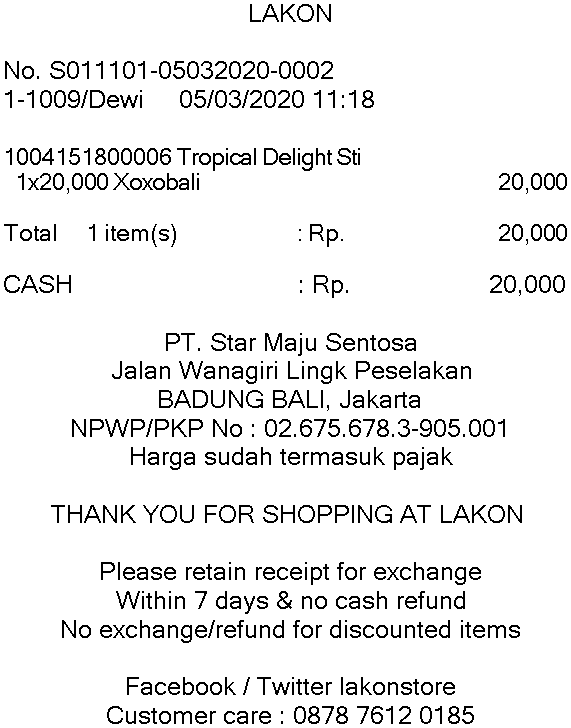 LAKON
No. S011101-05032020-0002
1-1009/Dewi 05/03/2020 11:18
1004151800006 Tropical Delight Sti
1x20,000 Xoxobali 20,000
Total 1 item(s) : Rp. 20,000
CASH : Rp. 20,000
PT. Star Maju Sentosa
Jalan Wanagiri Lingk Peselakan
BADUNG BALI, Jakarta
NPWP/PKP No : 02.675.678.3-905.001
Harga sudah termasuk pajak
THANK YOU FOR SHOPPING AT LAKON
Please retain receipt for exchange
Within 7 days & no cash refund
No exchange/refund for discounted items
Facebook / Twitter lakonstore
Customer care : 0878 7612 0185